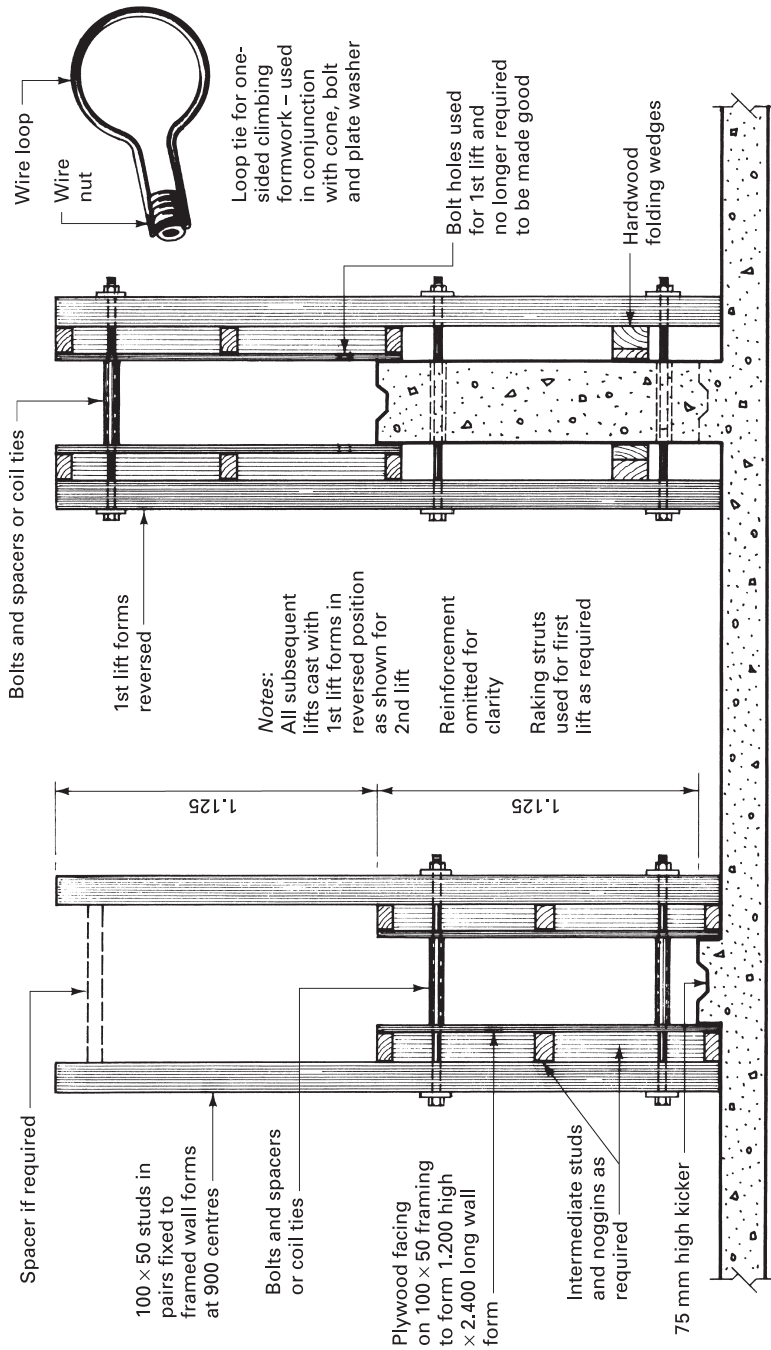 Spacer if required
100 × 50 studs in
pairs fixed to
framed wall forms
at 900 centres
Bolts and spacers
or coil ties
Plywood facing
on 100 × 50 framing
to form 1.200 high
× 2.400 long wall
form
Intermediate studs
and noggins as
required
75 mm high kicker
1.125
1.125
Bolts and spacers or coil ties
1st lift forms
reversed
Notes:
All subsequent
lifts cast with
1st lift forms in
reversed position
as shown for
2nd lift
Reinforcement
omitted for
clarity
Raking struts
used for first
lift as required
Wire loop
Wire
nut
Loop tie for one-
sided climbing
formwork – used
in conjunction
with cone, bolt
and plate washer
Bolt holes used
for 1st lift and
no longer required
to be made good
Hardwood
folding wedges